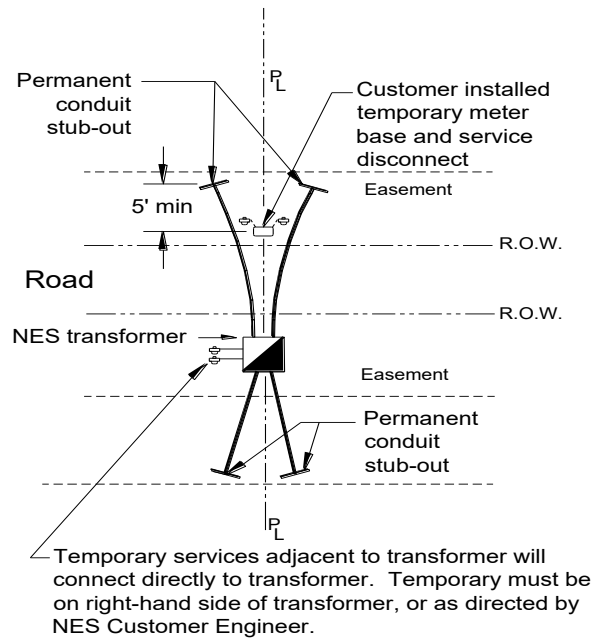 PL
Permanent
conduit
stub-out
Customer installed
temporary meter
base and service
disconnect
Easement
5' min
R.O.W.
Road
R.O.W.
NES transformer
Easement
Permanent
conduit
stub-out
PL
Temporary services adjacent to transformer will
connect directly to transformer. Temporary must be
on right-hand side of transformer, or as directed by
NES Customer Engineer.